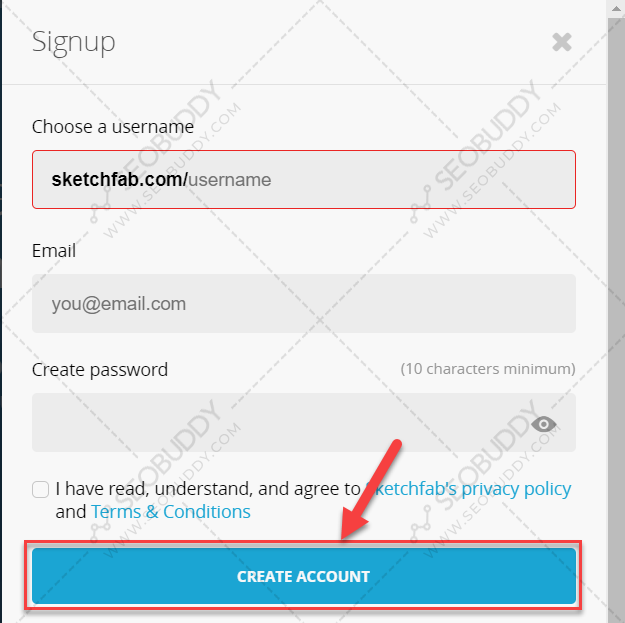 Signup
Choose a username
sketchfab.com/username
Email
you@email.com
Create password
(10 characters minimum)
I have read, understand, and agree to Sketchfab's privacy policy
and Terms & Conditions
CREATE ACCOUNT
SEOBUDDY
WWW.SEOBUDDY.COM
SEOBUDDY
WWW.SEOBUDDY.COM
SEOBUDDY
WWW.SEOBUDDY.COM
SEOBUDDY
WWW.SEOBUDDY.COM